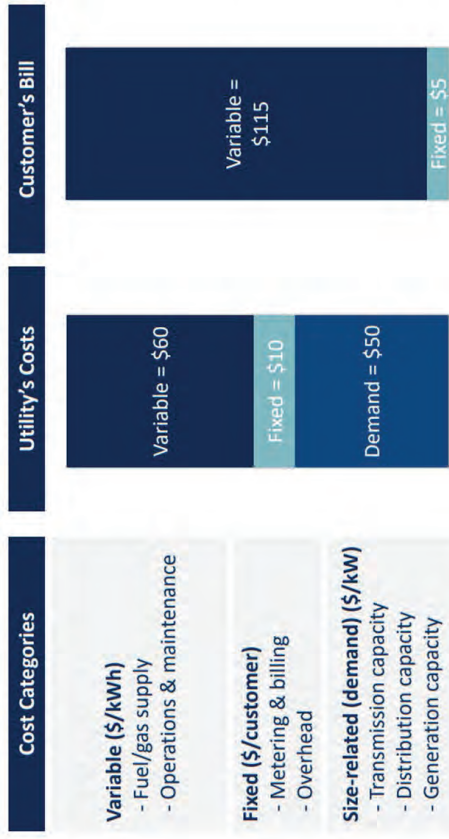 Cost Categories
Utility's Costs
Customer's Bill
Variable ($/kWh)
- Fuel/gas supply
- Operations & maintenance
Fixed ($/customer)
- Metering & billing
- Overhead
Size-related (demand) ($/kW)
- Transmission capacity
- Distribution capacity
- Generation capacity
Variable = $60
Fixed = $10
Demand = $50
Variable =
$115
Fixed = $5